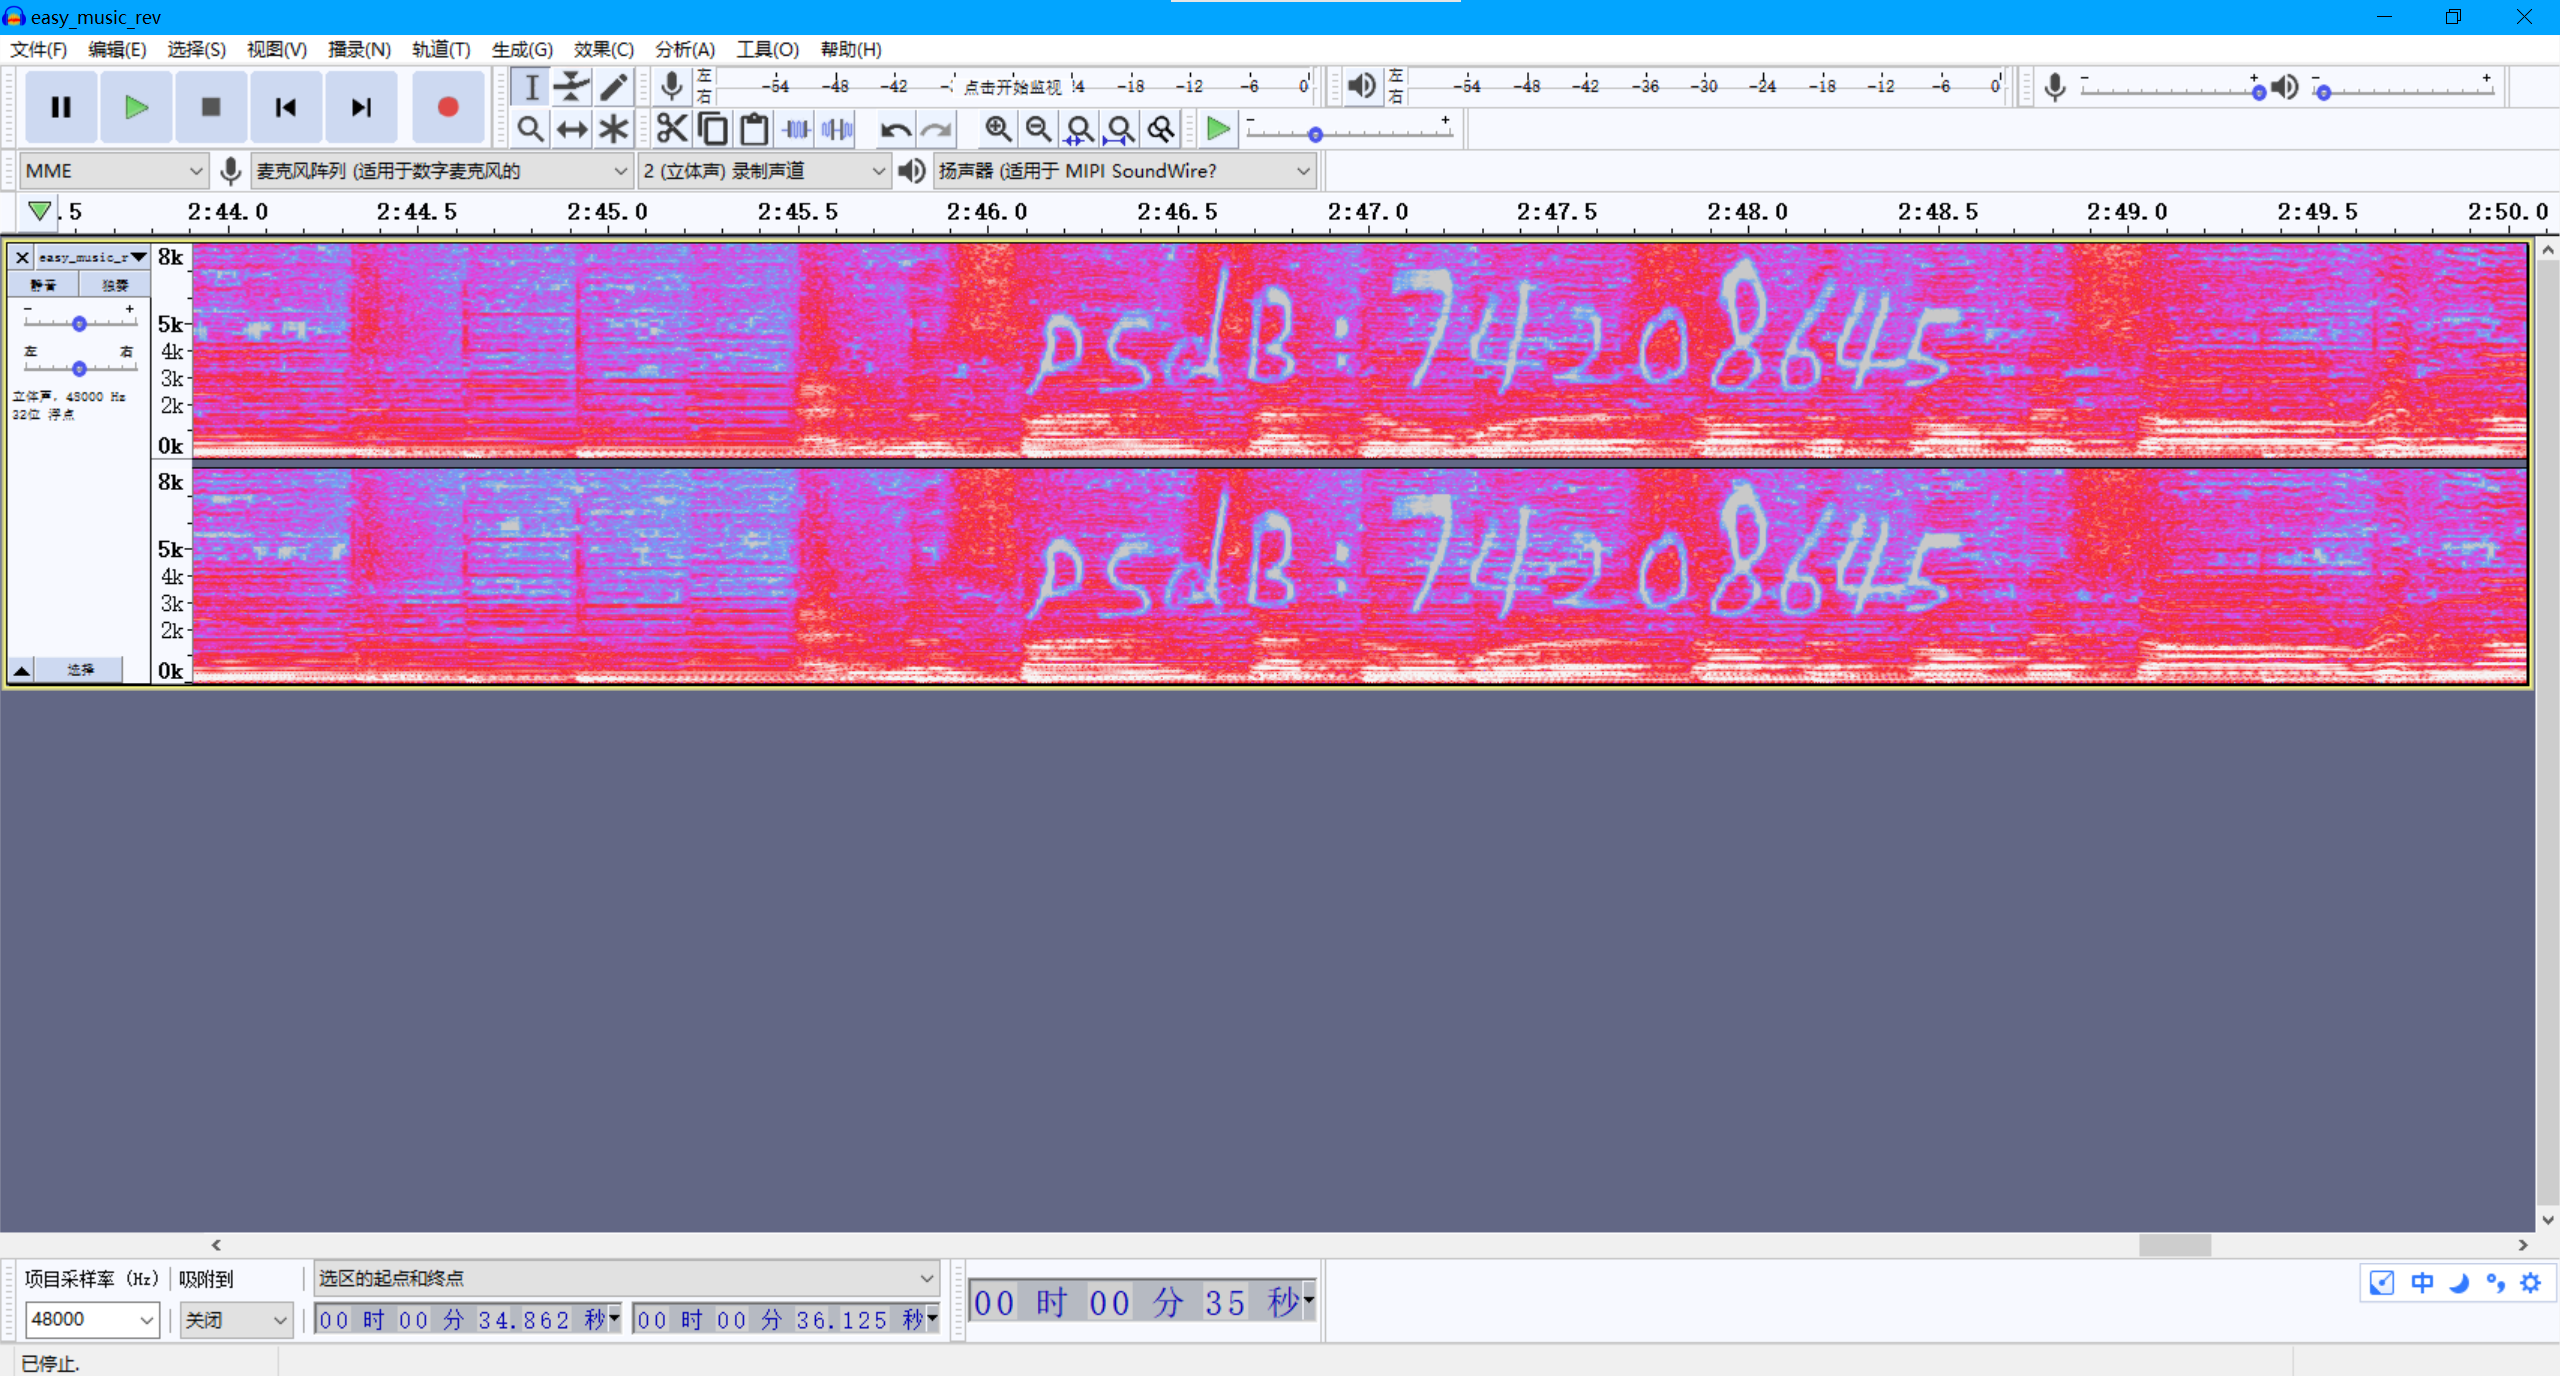 easy_music_rev
文件(F) 编辑(E) 选择(S) 视图(V) 播录(N) 轨道(T) 生成(G) 效果(C) 分析(A) 工具(O) 帮助(H)
左 右 -54 -48 -42 点击开始监视 -18 -12 -6 0 左 右 -54 -48 -42 -36 -30 -24 -18 -12 -6 0 - + - +
- +
MME 麦克风阵列 (适用于数字麦克风的 2 (立体声) 录制声道 扬声器 (适用于 MIPI SoundWire?
.5 2:44.0 2:44.5 2:45.0 2:45.5 2:46.0 2:46.5 2:47.0 2:47.5 2:48.0 2:48.5 2:49.0 2:49.5 2:50.0
easy_music_r
静音 独奏
- +
左 右
立体声, 48000 Hz
32位 浮点
选择
8k
5k
4k
3k
2k
0k
psdB:74208645
8k
5k
4k
3k
2k
0k
psdB:74208645
项目采样率 (Hz) 吸附到 选区的起点和终点
48000 关闭 00 时 00 分 34.862 秒 00 时 00 分 36.125 秒 00 时 00 分 35 秒
中
已停止.